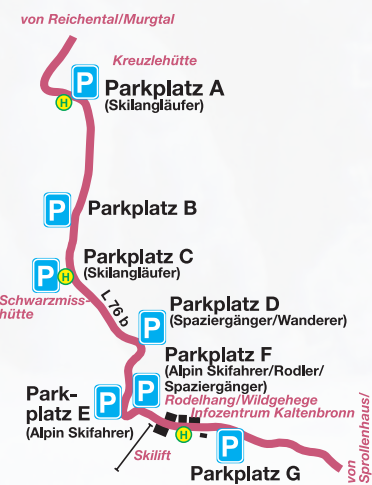 von Reichental/Murgtal
Kreuzlehütte
P
Parkplatz A
(Skilangläufer)
H
P
Parkplatz B
Parkplatz C
(Skilangläufer)
P
H
Schwarzmiss-
hütte
L 76 b
P
Parkplatz D
(Spaziergänger/Wanderer)
Parkplatz F
(Alpin Skifahrer/Rodler/
Spaziergänger)
P
Rodelhang/Wildgehege
Infozentrum Kaltenbronn
Park-
platz E
(Alpin Skifahrer)
P
H
Skilift
P
Parkplatz G
von
Sprollenhaus/